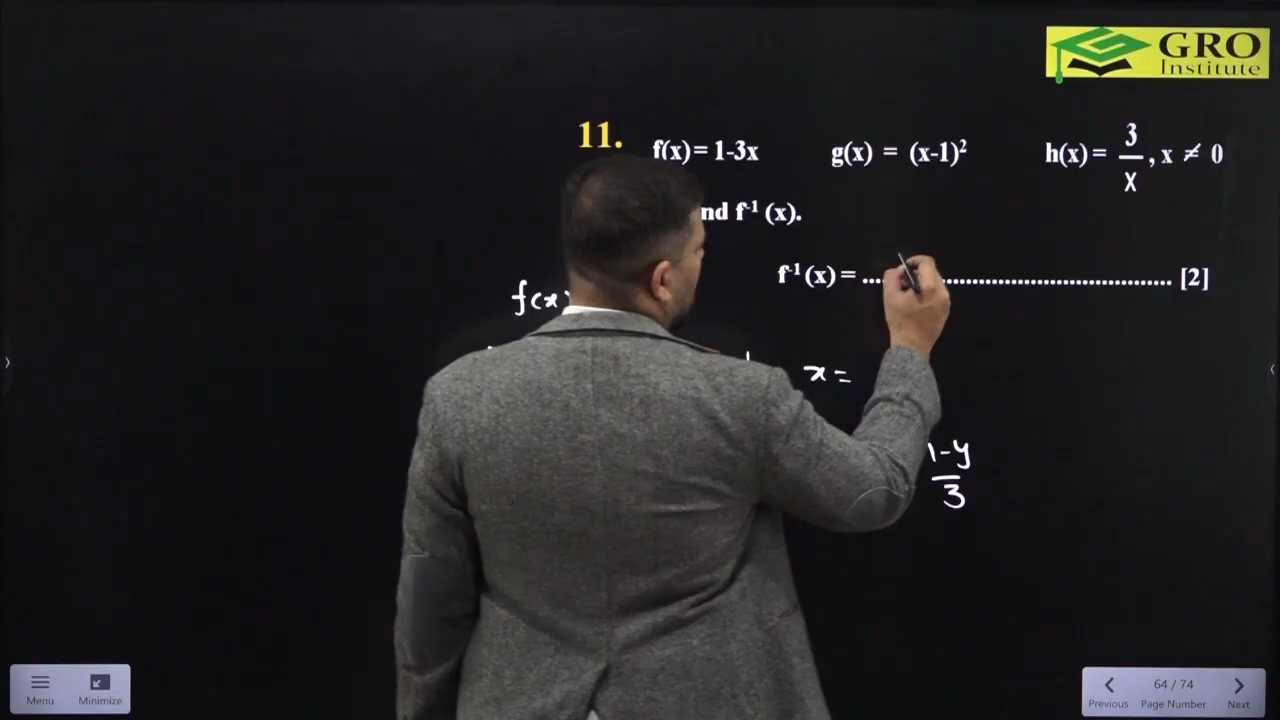 GRO
Institute
11. f(x)= 1-3x g(x) = (x-1)² h(x)= 3/x , x ≠ 0
nd f⁻¹ (x).
f⁻¹ (x) = .......................................... [2]
f(x)
x =
1-y
3
Menu Minimize
64 / 74
Previous Page Number Next